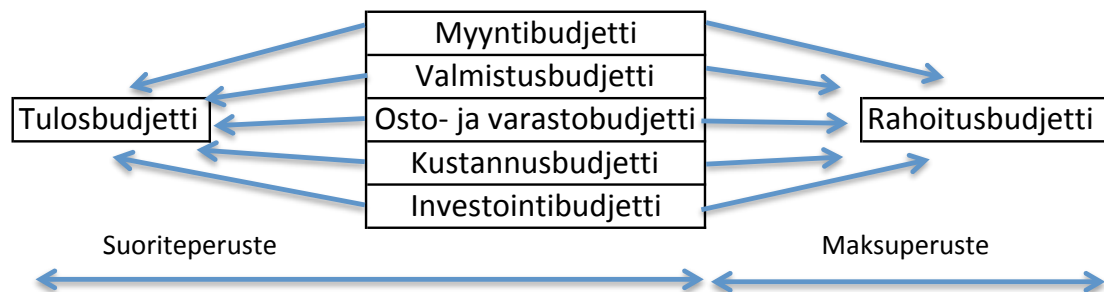 Myyntibudjetti
Valmistusbudjetti
Tulosbudjetti
Osto- ja varastobudjetti
Rahoitusbudjetti
Kustannusbudjetti
Investointibudjetti
Suoriteperuste
Maksuperuste